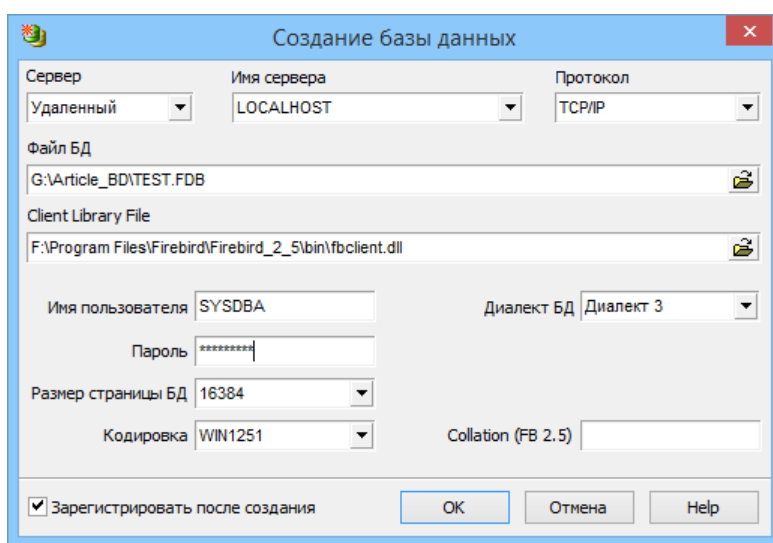 Создание базы данных
Сервер Имя сервера Протокол
Удаленный LOCALHOST TCP/IP
Файл БД
G:\Article_BD\TEST.FDB
Client Library File
F:\Program Files\Firebird\Firebird_2_5\bin\fbclient.dll
Имя пользователя SYSDBA Диалект БД Диалект 3
Пароль *********
Размер страницы БД 16384
Кодировка WIN1251 Collation (FB 2.5)
Зарегистрировать после создания OK Отмена Help